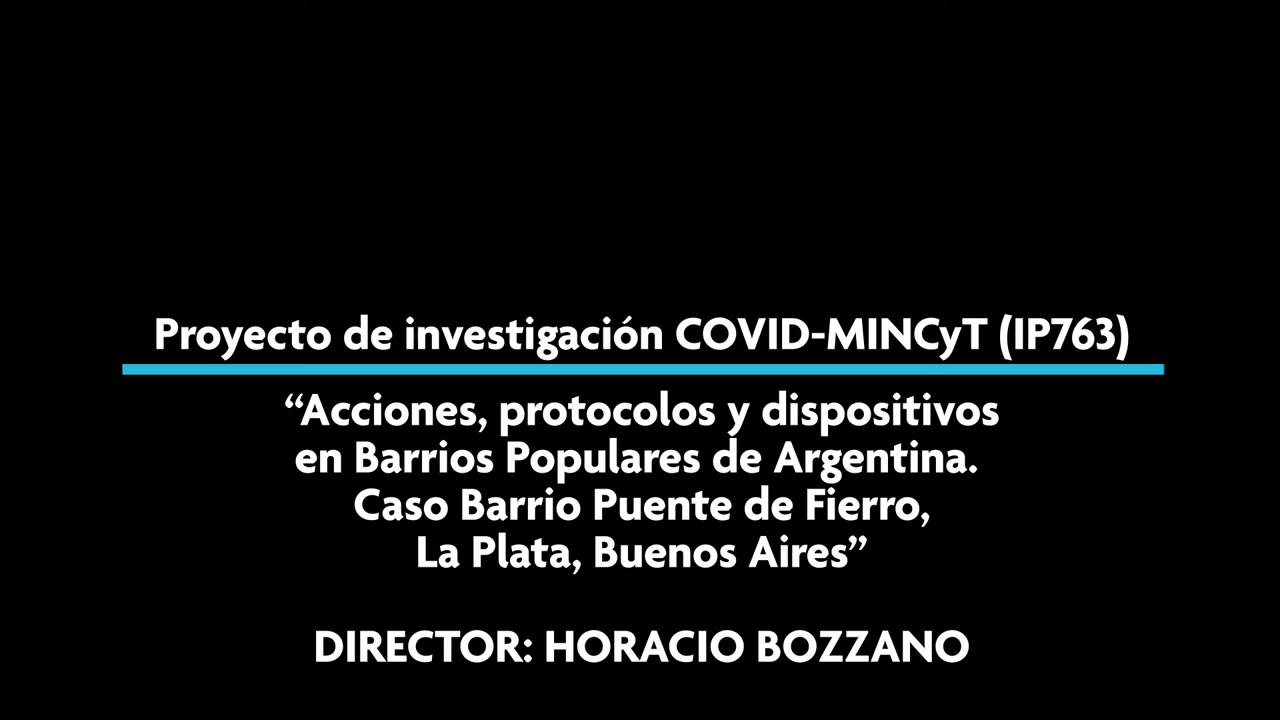 Proyecto de investigación COVID-MINCyT (IP763)
“Acciones, protocolos y dispositivos
en Barrios Populares de Argentina.
Caso Barrio Puente de Fierro,
La Plata, Buenos Aires”
DIRECTOR: HORACIO BOZZANO